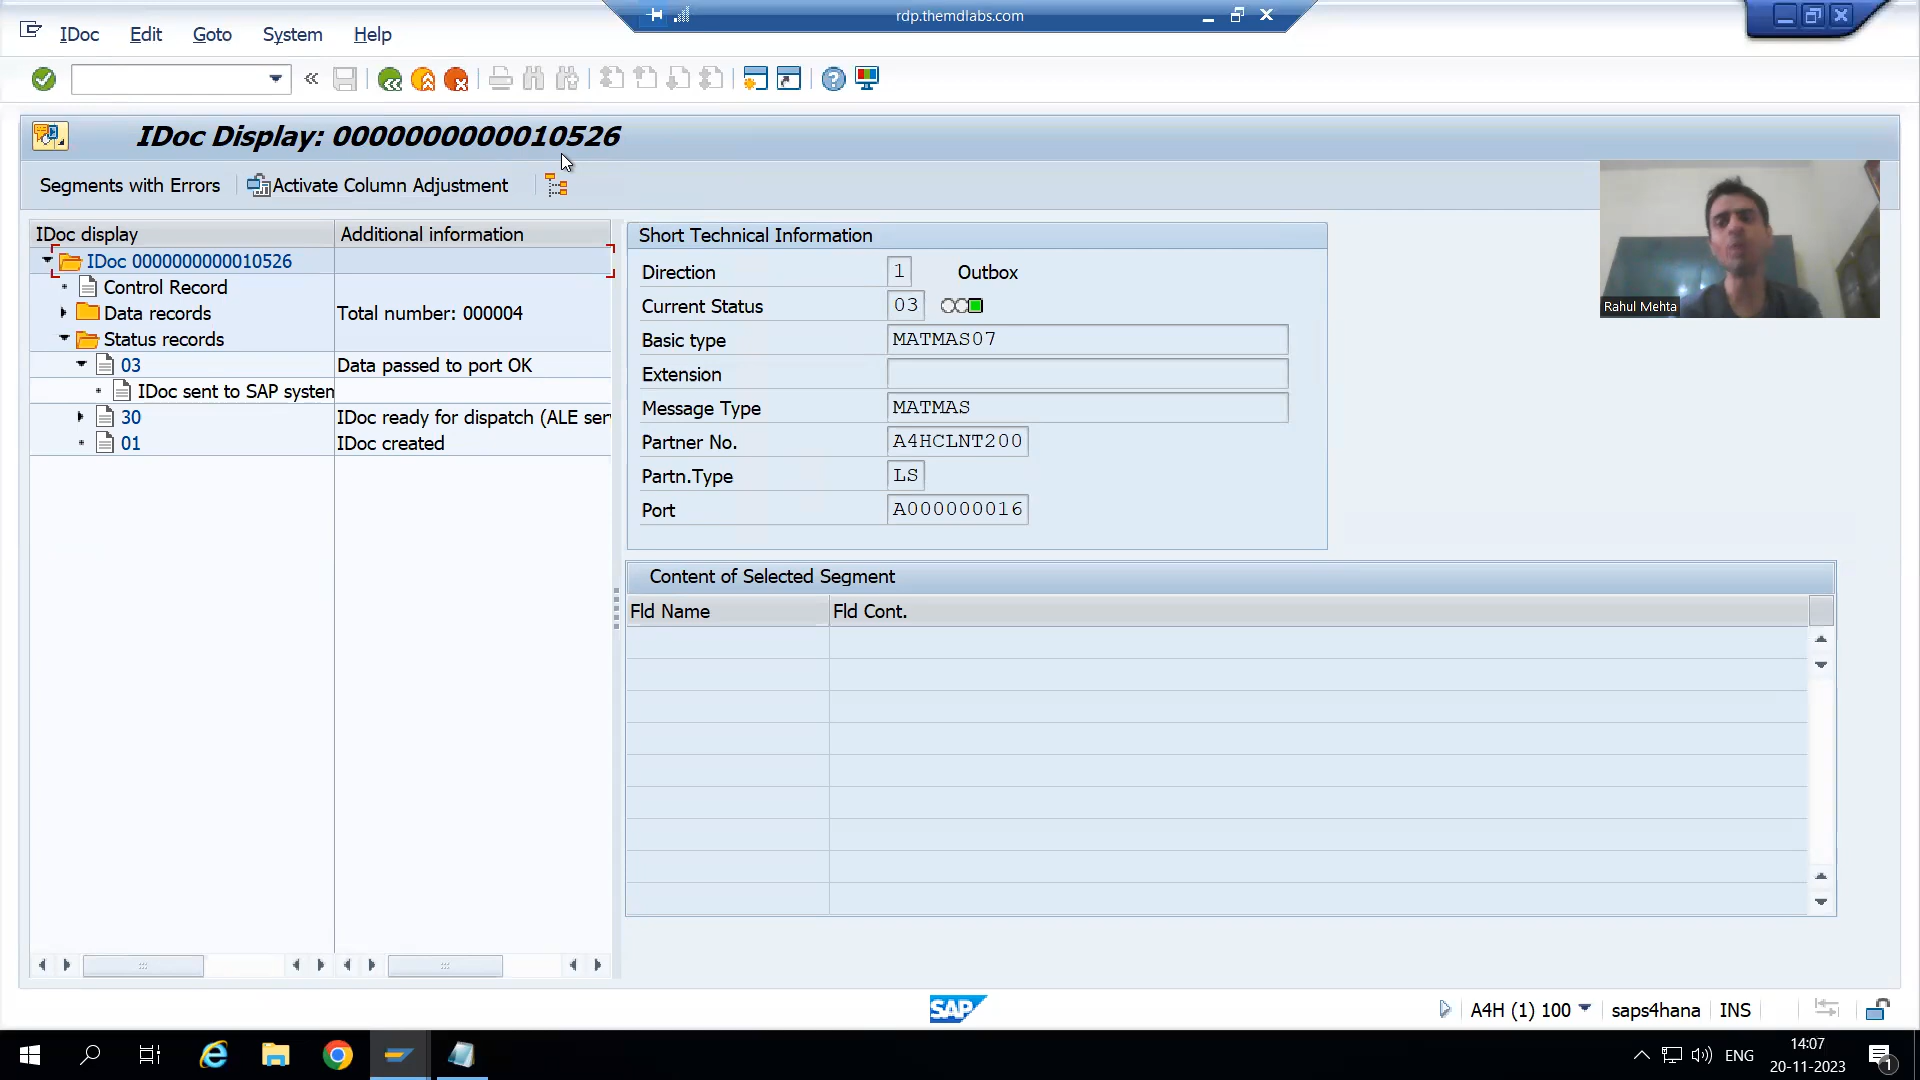 rdp.themdlabs.com
IDoc Edit Goto System Help
IDoc Display: 0000000000010526
Segments with Errors Activate Column Adjustment
IDoc display Additional information
IDoc 0000000000010526
Control Record
Data records Total number: 000004
Status records
03 Data passed to port OK
IDoc sent to SAP system
30 IDoc ready for dispatch (ALE ser
01 IDoc created
Short Technical Information
Direction 1 Outbox
Current Status 03
Basic type MATMAS07
Extension
Message Type MATMAS
Partner No. A4HCLNT200
Partn.Type LS
Port A000000016
Content of Selected Segment
Fld Name Fld Cont.
Rahul Mehta
SAP
A4H (1) 100 saps4hana INS
ENG
14:07
20-11-2023
1